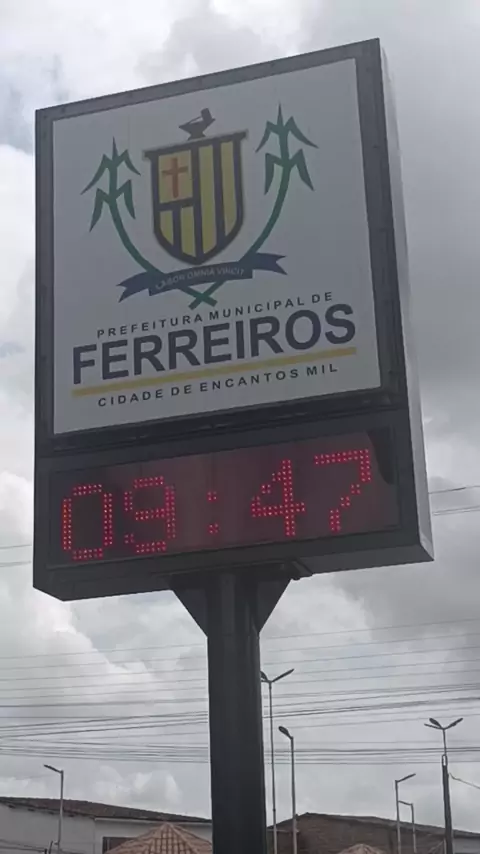 LABOR OMNIA VINCIT
PREFEITURA MUNICIPAL DE
FERREIROS
CIDADE DE ENCANTOS MIL
09:47